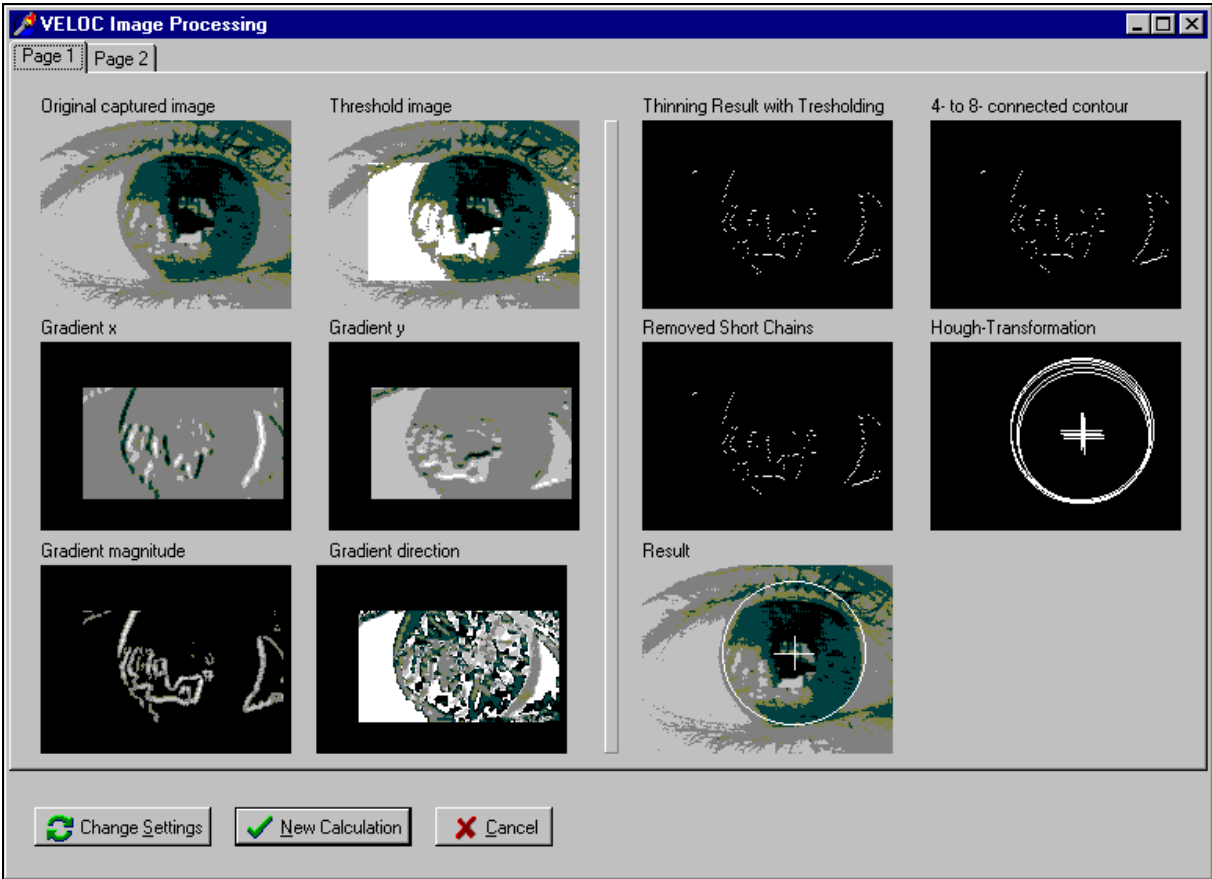 VELOC Image Processing
Page 1 Page 2
Original captured image
Threshold image
Thinning Result with Tresholding
4- to 8- connected contour
Gradient x
Gradient y
Removed Short Chains
Hough-Transformation
Gradient magnitude
Gradient direction
Result
Change Settings
New Calculation
Cancel